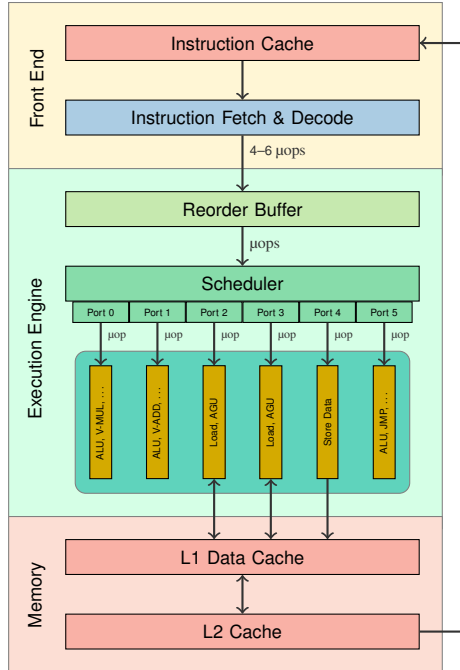 Front End
Instruction Cache
Instruction Fetch & Decode
4–6 μops
Execution Engine
Reorder Buffer
μops
Scheduler
Port 0 Port 1 Port 2 Port 3 Port 4 Port 5
μop μop μop μop μop μop
ALU, V-MUL, . . .
ALU, V-ADD, . . .
Load, AGU
Load, AGU
Store Data
ALU, JMP, . . .
Memory
L1 Data Cache
L2 Cache